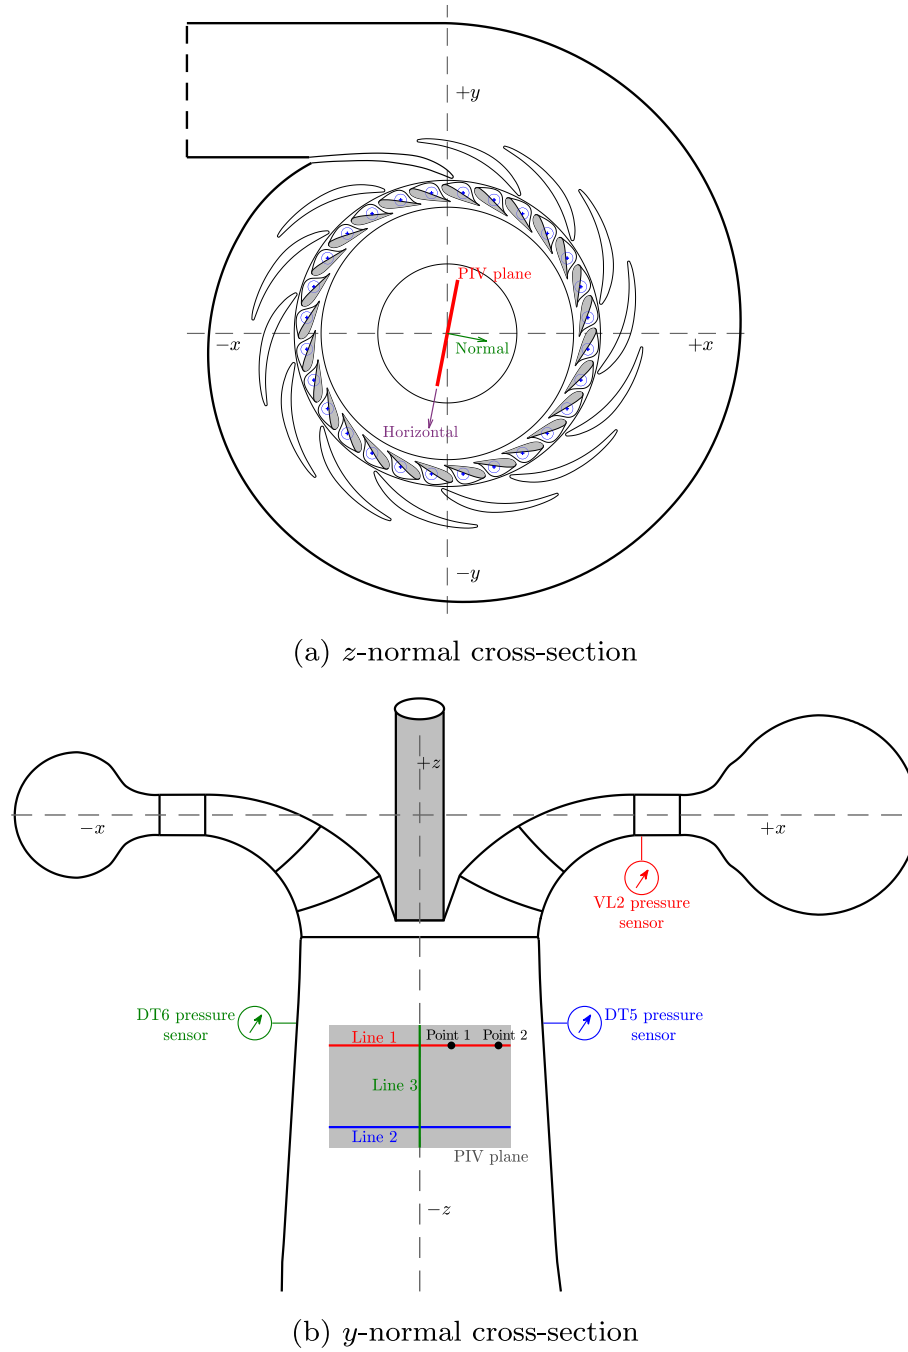 +y
PIV plane
-x
Normal
+x
Horizontal
-y
(a) z-normal cross-section
+z
-x
+x
VL2 pressure
sensor
DT6 pressure
sensor
DT5 pressure
sensor
Line 1
Point 1
Point 2
Line 3
Line 2
PIV plane
-z
(b) y-normal cross-section